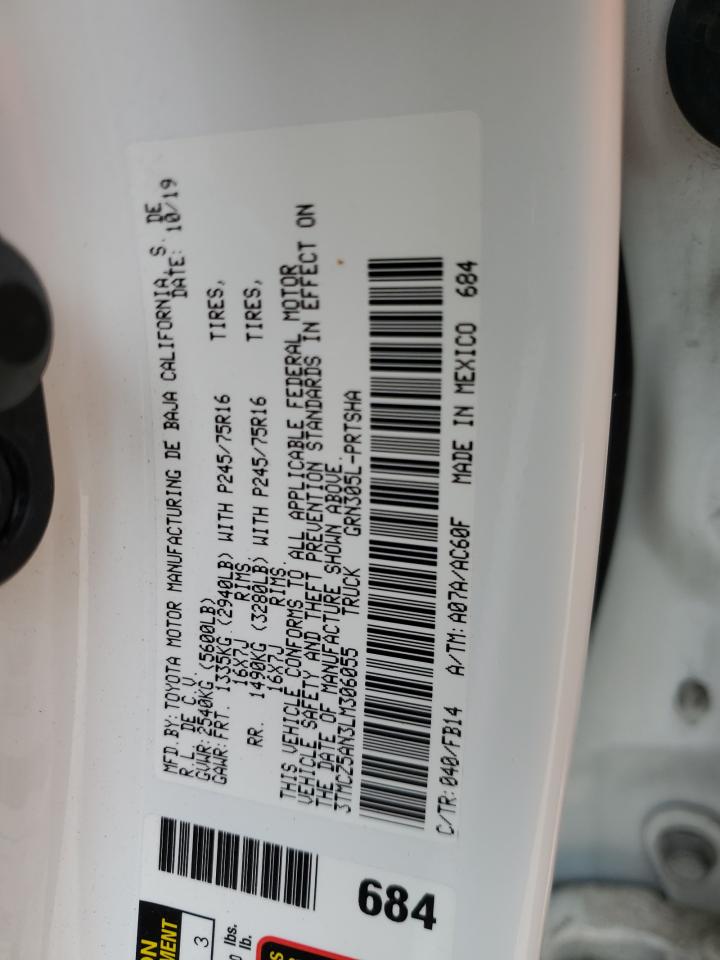 MFD. BY: TOYOTA MOTOR MANUFACTURING DE BAJA CALIFORNIA, S. DE
R. L. DE C. V. DATE: 10/19
GVWR: 2540KG (5600LB)
GAWR: FRT. 1335KG (2940LB) WITH P245/75R16 TIRES,
16X7J RIMS,
RR. 1490KG (3280LB) WITH P245/75R16 TIRES,
16X7J RIMS.
THIS VEHICLE CONFORMS TO ALL APPLICABLE FEDERAL MOTOR
VEHICLE SAFETY AND THEFT PREVENTION STANDARDS IN EFFECT ON
THE DATE OF MANUFACTURE SHOWN ABOVE.
3TMCZ5AN3LM306055 TRUCK GRN305L-PRTSHA
C/TR: 040/FB14 A/TM: A07A/AC60F MADE IN MEXICO 684
684
3
lbs.
lb.